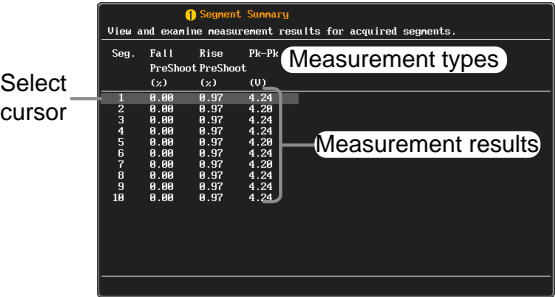 1 Segment Summary
View and examine measurement results for acquired segments.
Seg. Fall Rise Pk-Pk
PreShoot PreShoot
(%) (%) (V)
Measurement types
Select
cursor
1 0.00 0.97 4.24
2 0.00 0.97 4.20
3 0.00 0.97 4.24
4 0.00 0.97 4.24
5 0.00 0.97 4.20
6 0.00 0.97 4.24
7 0.00 0.97 4.20
8 0.00 0.97 4.24
9 0.00 0.97 4.24
10 0.00 0.97 4.24
Measurement results